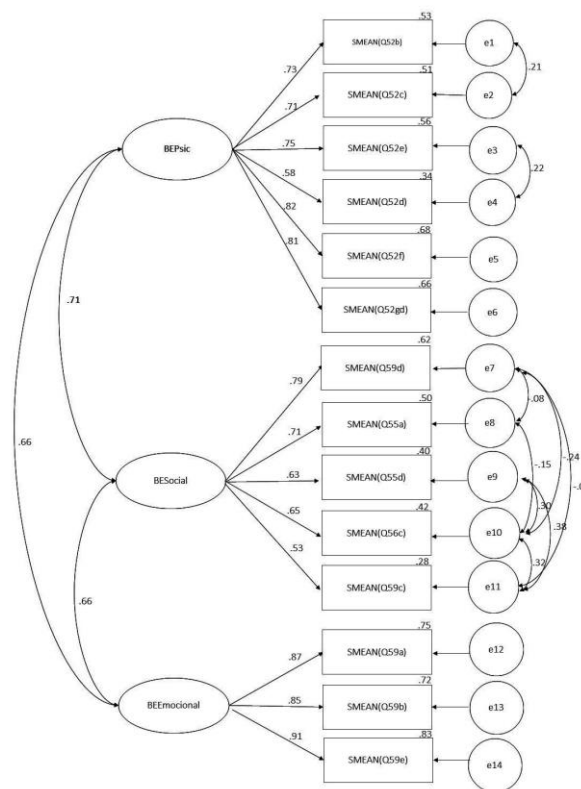 .53
SMEAN(Q52b)
e1
.73
.21
.51
.71
SMEAN(Q52c)
e2
.56
BEPsic
.75
SMEAN(Q52e)
e3
.22
.58
.34
SMEAN(Q52d)
e4
.82
.68
.81
SMEAN(Q52f)
e5
.66
SMEAN(Q52gd)
e6
.71
.62
.79
SMEAN(Q59d)
e7
-.08
.50
.71
SMEAN(Q55a)
e8
.66
-.24
-.15
.40
BESocial
.63
SMEAN(Q55d)
e9
.30
.38
.65
.42
SMEAN(Q56c)
e10
.32
.53
.28
SMEAN(Q59c)
e11
.66
.75
.87
SMEAN(Q59a)
e12
.72
BEEmocional
.85
SMEAN(Q59b)
e13
.91
.83
SMEAN(Q59e)
e14